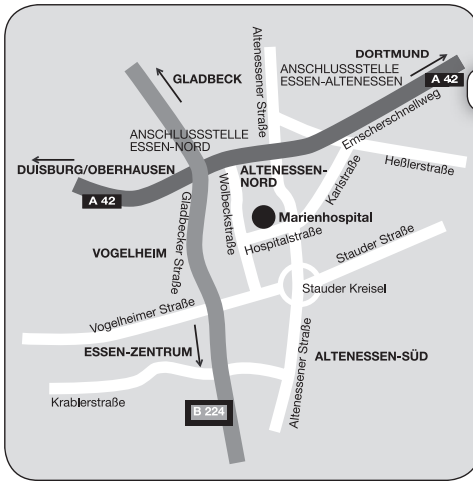 DORTMUND
ANSCHLUSSSTELLE
ESSEN-ALTENESSEN
A 42
Altenessener Straße
GLADBECK
Emscherschnellweg
ANSCHLUSSSTELLE
ESSEN-NORD
DUISBURG/OBERHAUSEN
Heßlerstraße
ALTENESSEN-
NORD
Karlstraße
A 42
Wolbeckstraße
Gladbecker Straße
Marienhospital
Hospitalstraße
VOGELHEIM
Stauder Straße
Stauder Kreisel
Vogelheimer Straße
ESSEN-ZENTRUM
ALTENESSEN-SÜD
Altenessener Straße
Krablerstraße
B 224